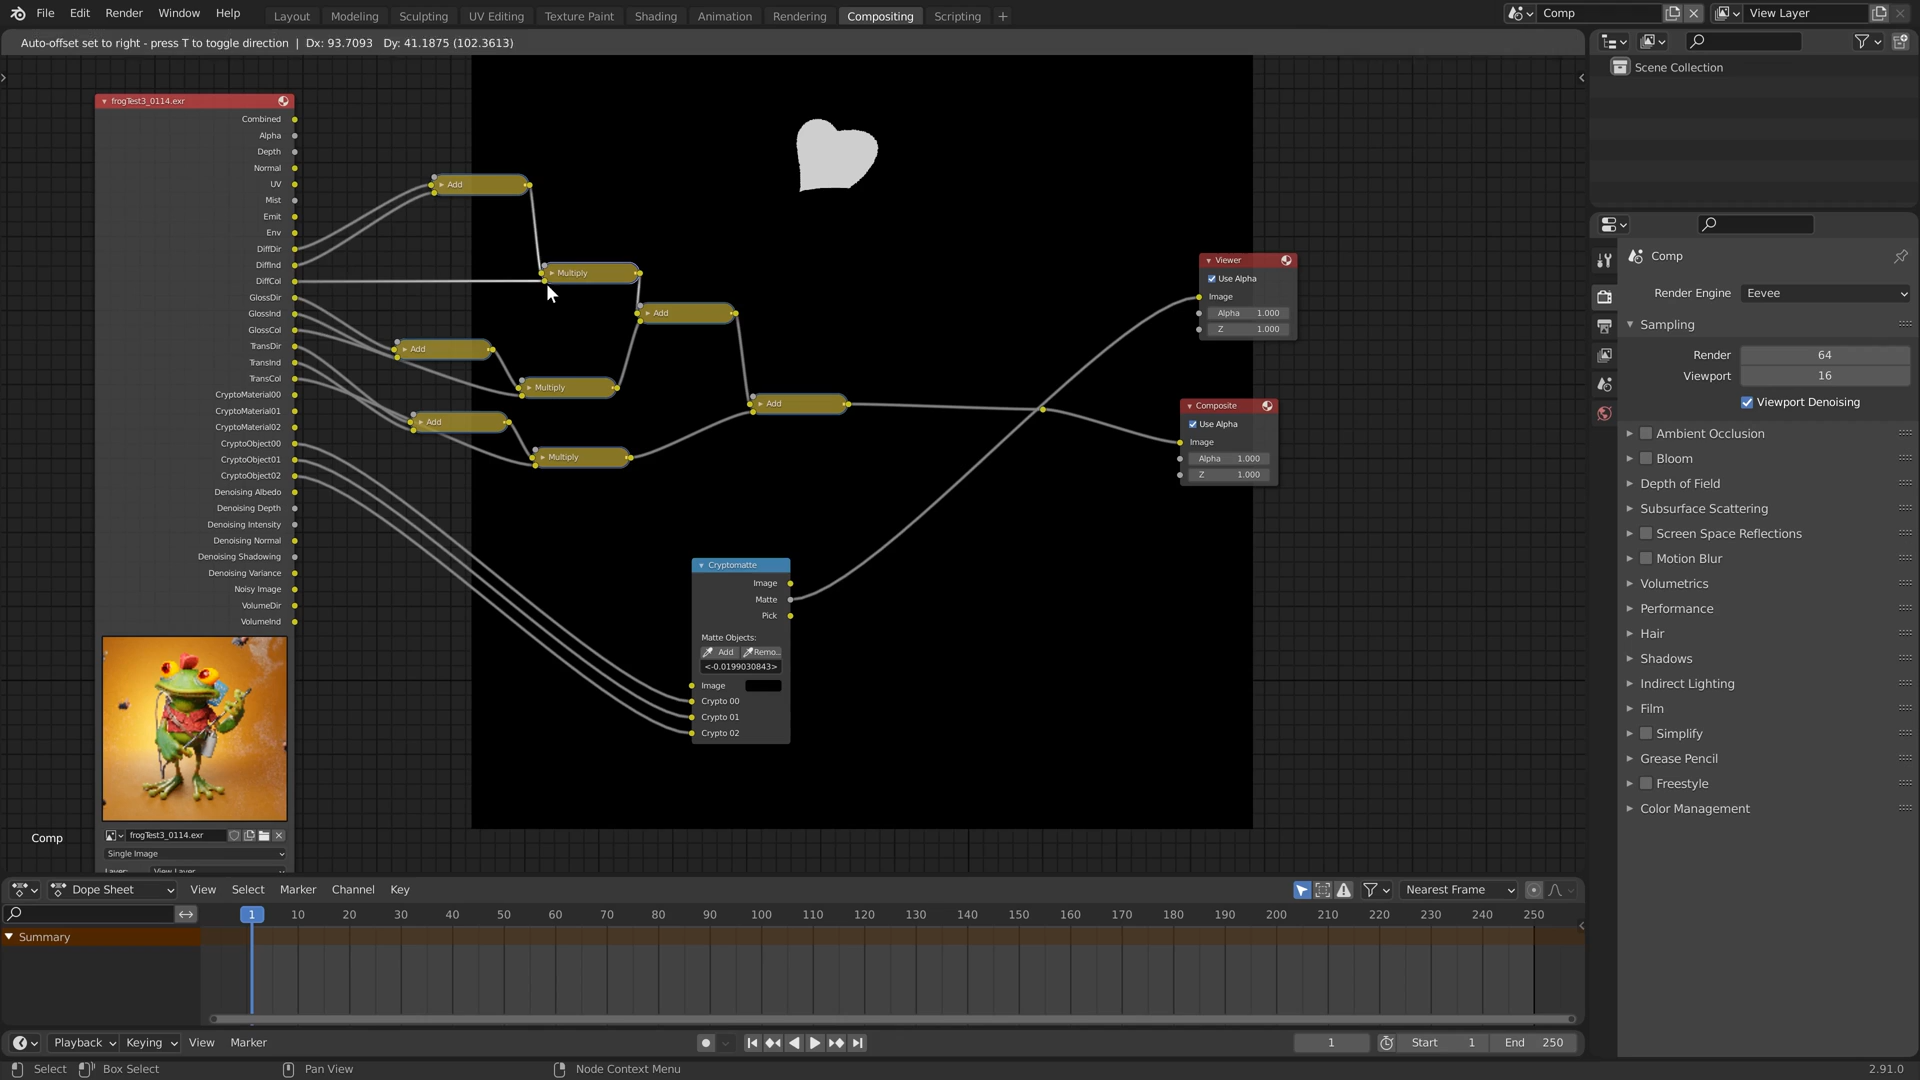 File Edit Render Window Help Layout Modeling Sculpting UV Editing Texture Paint Shading Animation Rendering Compositing Scripting + Comp View Layer
Auto-offset set to right - press T to toggle direction | Dx: 93.7093 Dy: 41.1875 (102.3613)
Scene Collection
frogTest3_0114.exr
Combined
Alpha
Depth
Normal
UV
Mist
Emit
Env
DiffDir
DiffInd
DiffCol
GlossDir
GlossInd
GlossCol
TransDir
TransInd
TransCol
CryptoMaterial00
CryptoMaterial01
CryptoMaterial02
CryptoObject00
CryptoObject01
CryptoObject02
Denoising Albedo
Denoising Depth
Denoising Intensity
Denoising Normal
Denoising Shadowing
Denoising Variance
Noisy Image
VolumeDir
VolumeInd
frogTest3_0114.exr
Single Image
Layer: View Layer
Comp
Add
Multiply
Add
Add
Multiply
Add
Add
Multiply
Viewer
Use Alpha
Image
Alpha 1.000
Z 1.000
Composite
Use Alpha
Image
Alpha 1.000
Z 1.000
Cryptomatte
Image
Matte
Pick
Matte Objects:
Add Remo..
<-0.0199030843>
Image
Crypto 00
Crypto 01
Crypto 02
Comp
Render Engine Eevee
Sampling
Render 64
Viewport 16
Viewport Denoising
Ambient Occlusion
Bloom
Depth of Field
Subsurface Scattering
Screen Space Reflections
Motion Blur
Volumetrics
Performance
Hair
Shadows
Indirect Lighting
Film
Simplify
Grease Pencil
Freestyle
Color Management
Dope Sheet View Select Marker Channel Key Nearest Frame
1 10 20 30 40 50 60 70 80 90 100 110 120 130 140 150 160 170 180 190 200 210 220 230 240 250
Summary
Playback Keying View Marker 1 Start 1 End 250
Select Box Select Pan View Node Context Menu 2.91.0